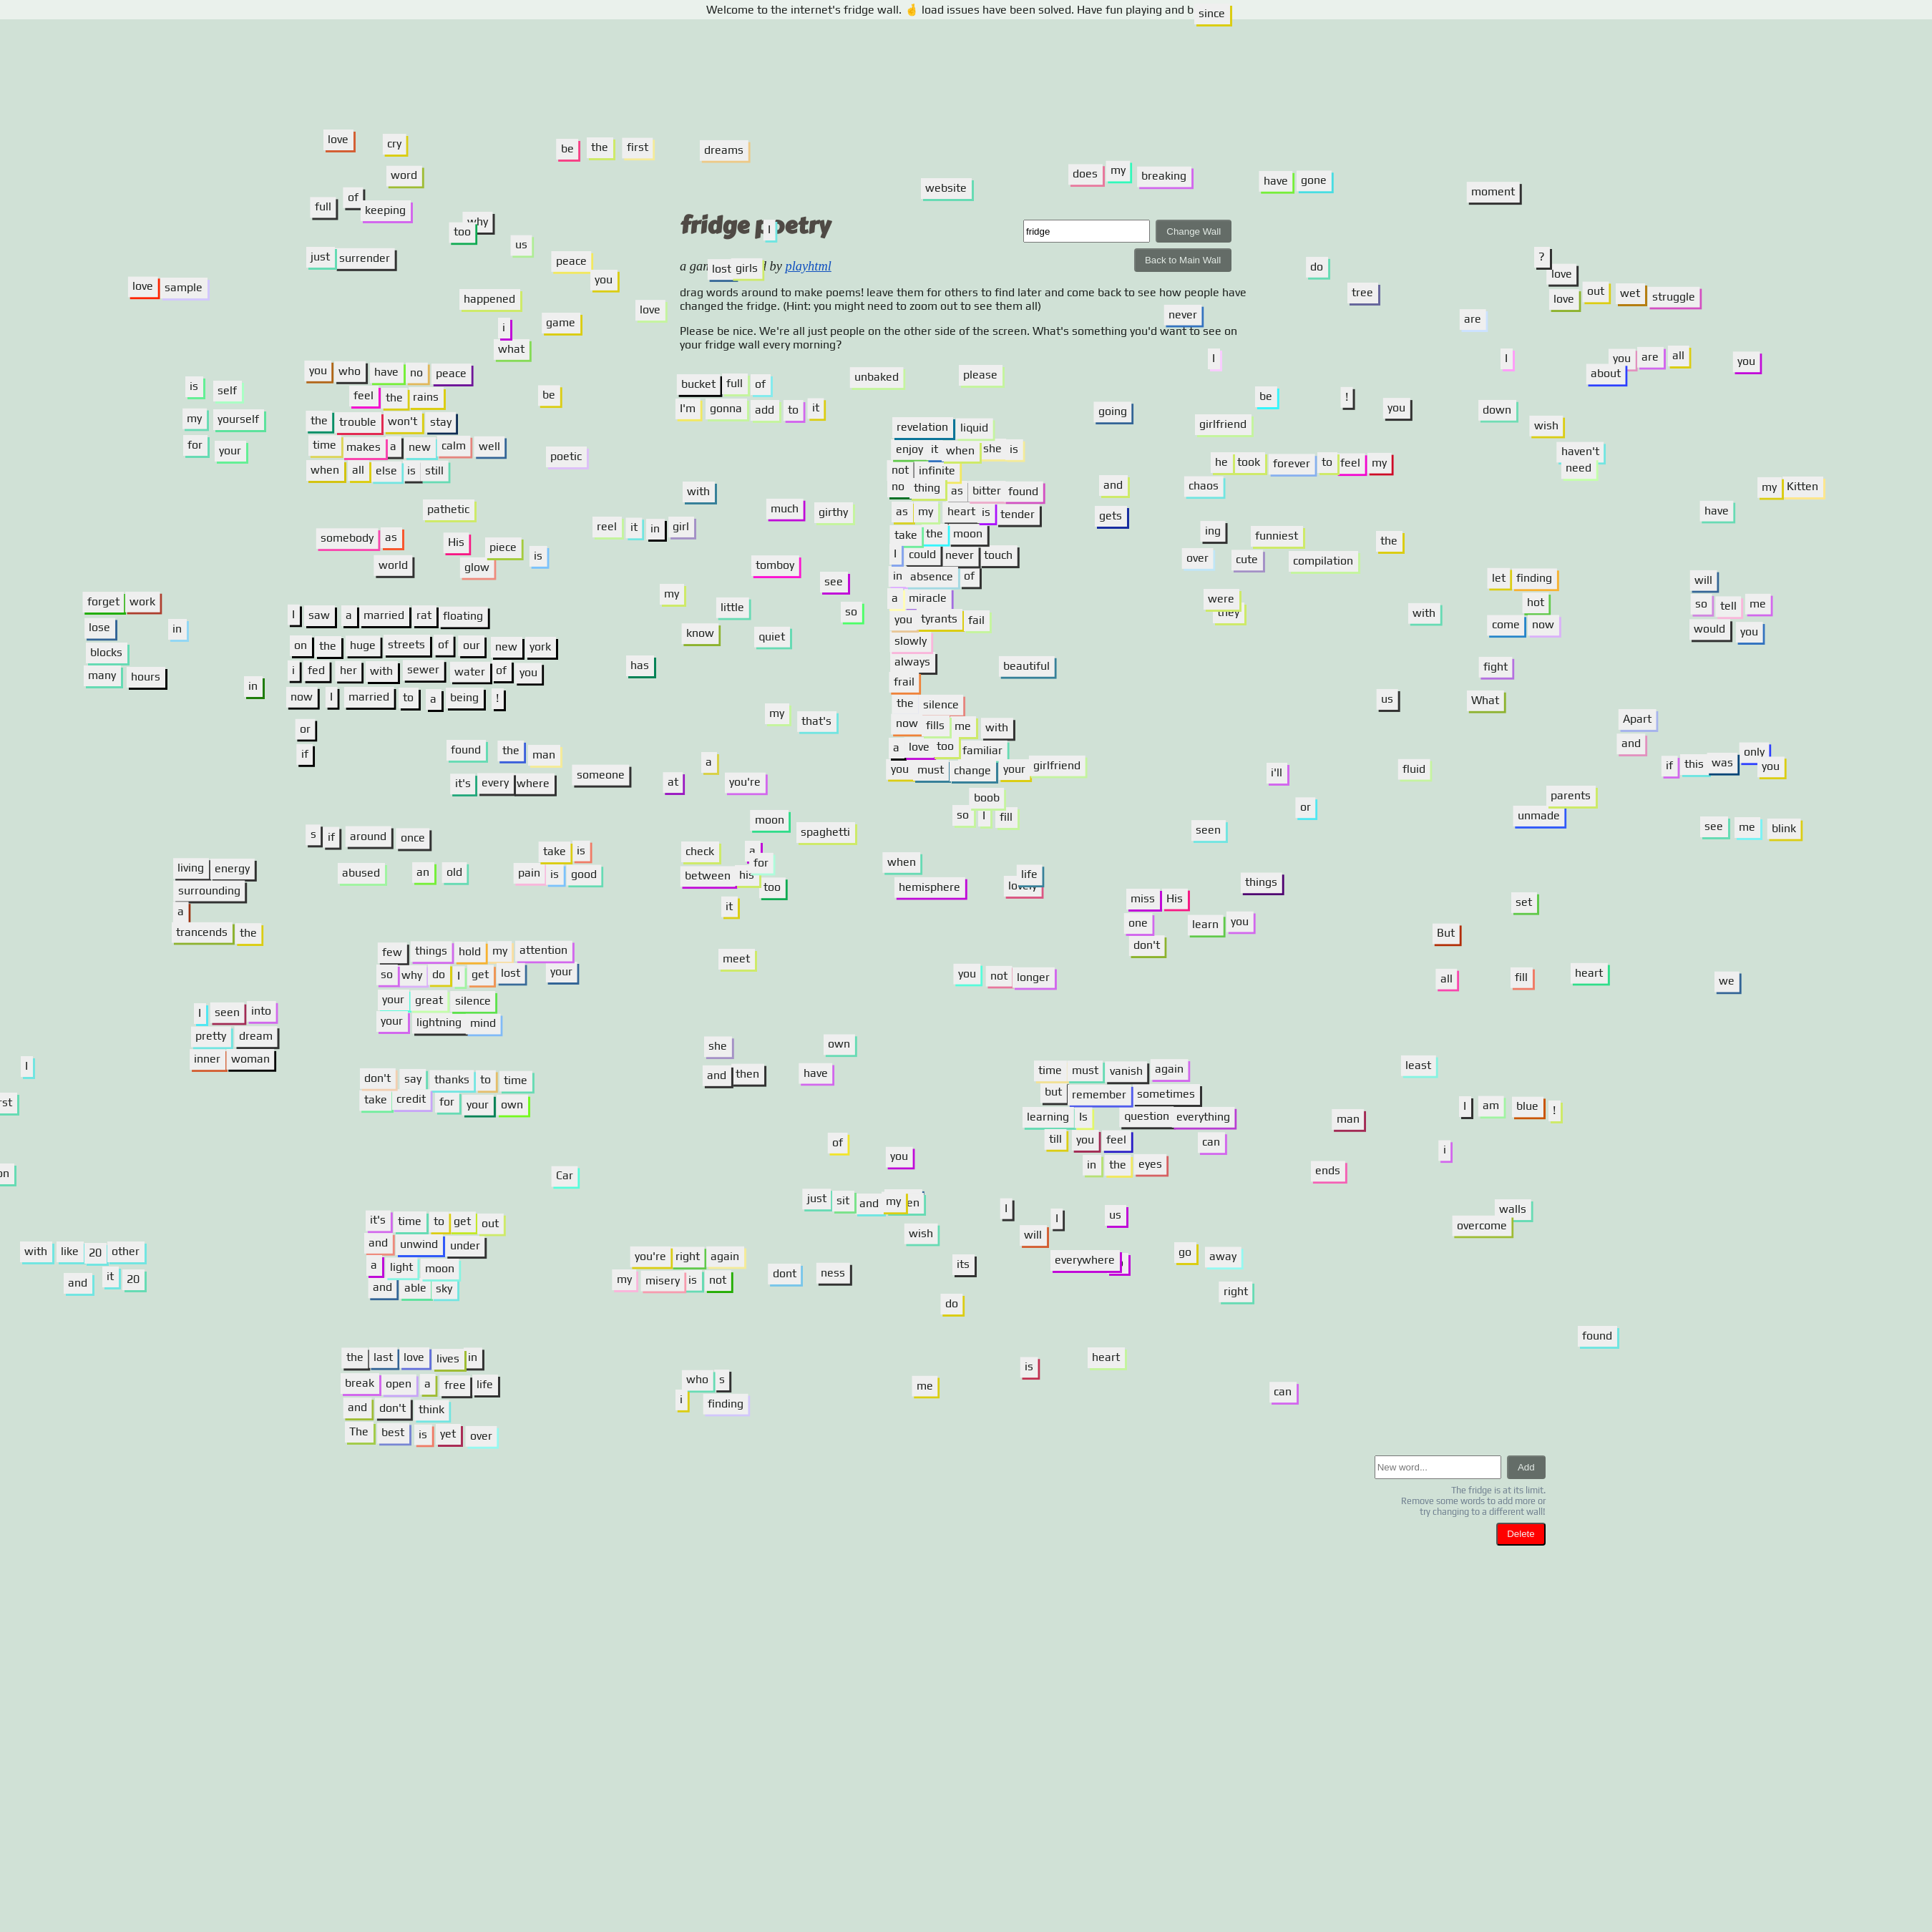 Welcome to the internet's fridge wall. ☝ load issues have been solved. Have fun playing and b
since
love cry
be the first dreams
word
does my breaking
have gone
website
moment
full of keeping
why too us
fridge poetry
I
fridge
Change Wall
Back to Main Wall
just surrender
peace you
a gam lost girls l by playhtml
do
? love
love out wet struggle
tree
love sample
happened
drag words around to make poems! leave them for others to find later and come back to see how people have
changed the fridge. (Hint: you might need to zoom out to see them all)
love
game
i what
never
are
Please be nice. We're all just people on the other side of the screen. What's something you'd want to see on
your fridge wall every morning?
I
I
you are all
about
you
you who have no peace
feel the rains
the trouble won't stay
time makes a new calm well
when all else is still
is self
my yourself
for your
be
poetic
bucket full of
I'm gonna add to it
unbaked
please
going
be ! you
girlfriend
down
wish
haven't
need
he took forever to feel my
my Kitten
revelation liquid
enjoy it when she is
not infinite
no thing as bitter found
as my heart is tender
take the moon
I could never touch
in absence of
a miracle
you tyrants fail
slowly
always
frail
the silence
now fills me with
a love too familiar
you must change your girlfriend
boob
so I fill
with
and
chaos
gets
have
pathetic
much girthy
reel it in girl
somebody as
world
His
glow
piece
is
tomboy
see
so
ing funniest
over cute compilation
the
were
they
with
let finding
hot
come now
will
so tell me
would you
my
little
know
quiet
forget work
lose
in
blocks
many hours
in
I saw a married rat floating
on the huge streets of our new york
i fed her with sewer water of you
now I married to a being !
or
if
has
beautiful
fight
What
us
my
that's
Apart
and
only
if this was you
found the man
it's every where
someone
at
a
you're
i'll
or
fluid
parents
unmade
see me blink
seen
moon
spaghetti
s if around once
check
a
for
between his
too
it
take is
pain is good
abused
an old
living energy
surrounding
a
trancends the
when
hemisphere
life
lovely
things
miss His
one
learn you
don't
set
But
few things hold my attention
so why do I get lost your
your great silence
your lightning mind
meet
you not longer
all
fill
heart
we
I seen into
pretty dream
inner woman
she
and then
own
have
I
rst
don't say thanks to time
take credit for your own
time must vanish again
but remember sometimes
learning Is question everything
till you feel
can
in the eyes
least
man
I am blue !
i
ends
of
you
on
Car
just sit and my en
wish
I
I
will
us
everywhere
go away
right
walls
overcome
it's time to get out
and unwind under
a light moon
and able sky
with like 20 other
and it 20
you're right again
my misery is not
dont ness
its
do
found
the last love lives in
break open a free life
and don't think
The best is yet over
who s
i finding
me
is
heart
can
New word...
Add
The fridge is at its limit.
Remove some words to add more or
try changing to a different wall!
Delete